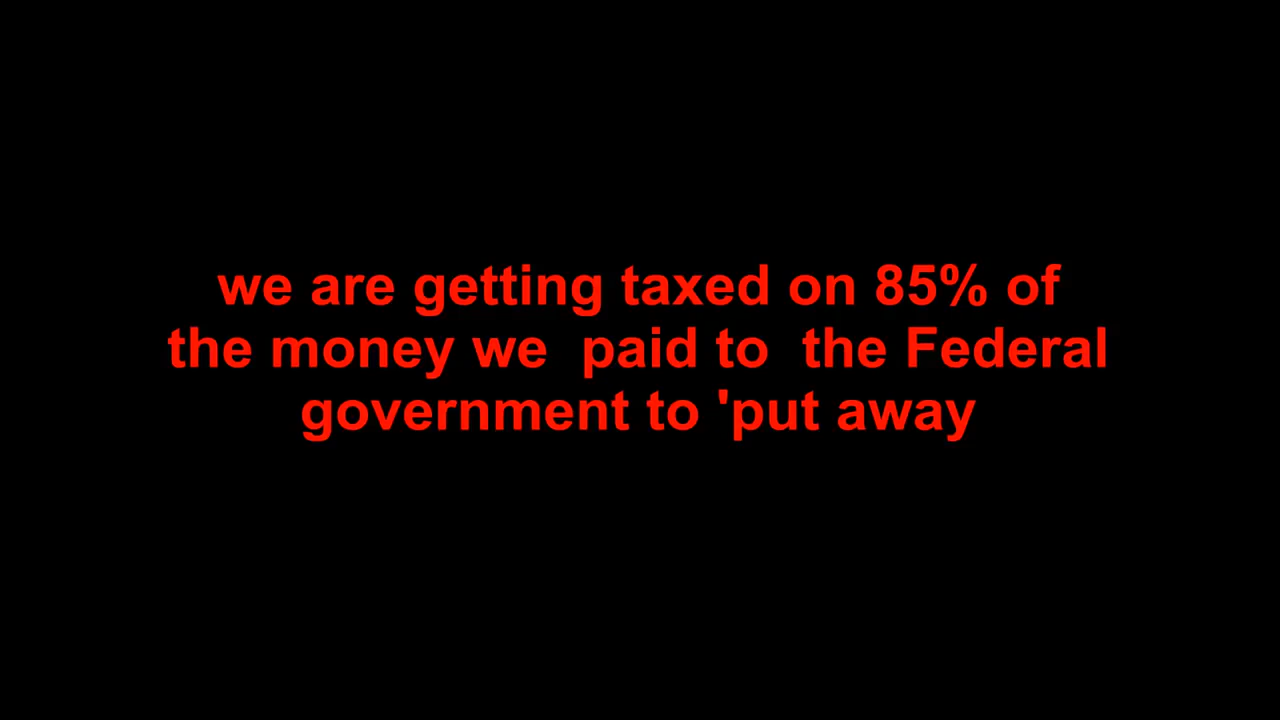 we are getting taxed on 85% of
the money we  paid to  the Federal
government to 'put away